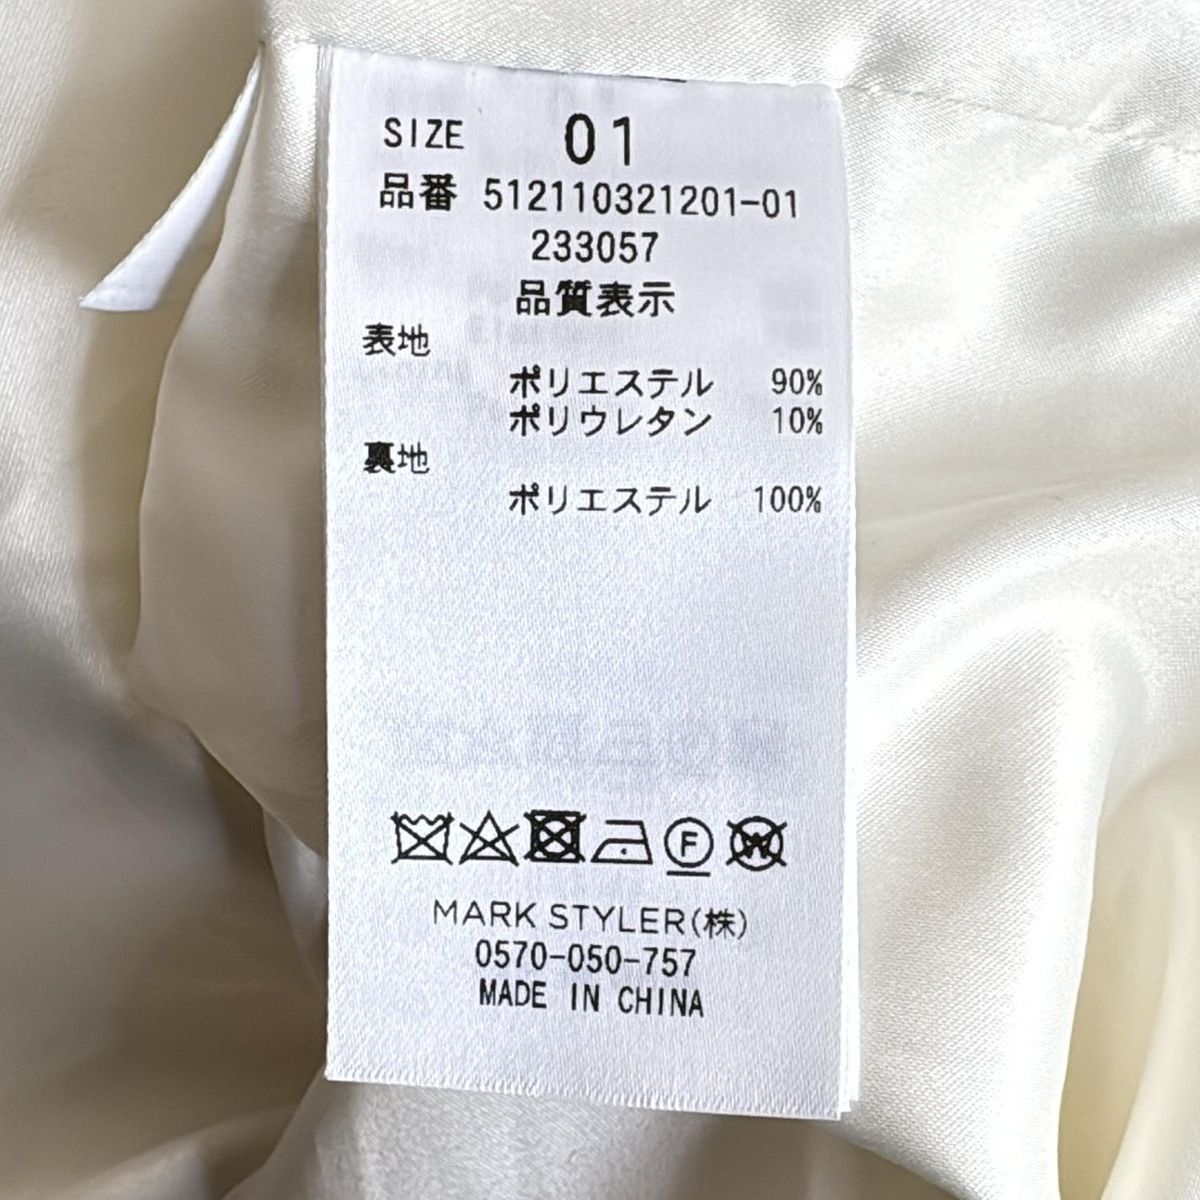 SIZE 01
品番 512110321201-01
233057
品質表示
表地
ポリエステル 90%
ポリウレタン 10%
裏地
ポリエステル 100%
F W
MARK STYLER(株)
0570-050-757
MADE IN CHINA